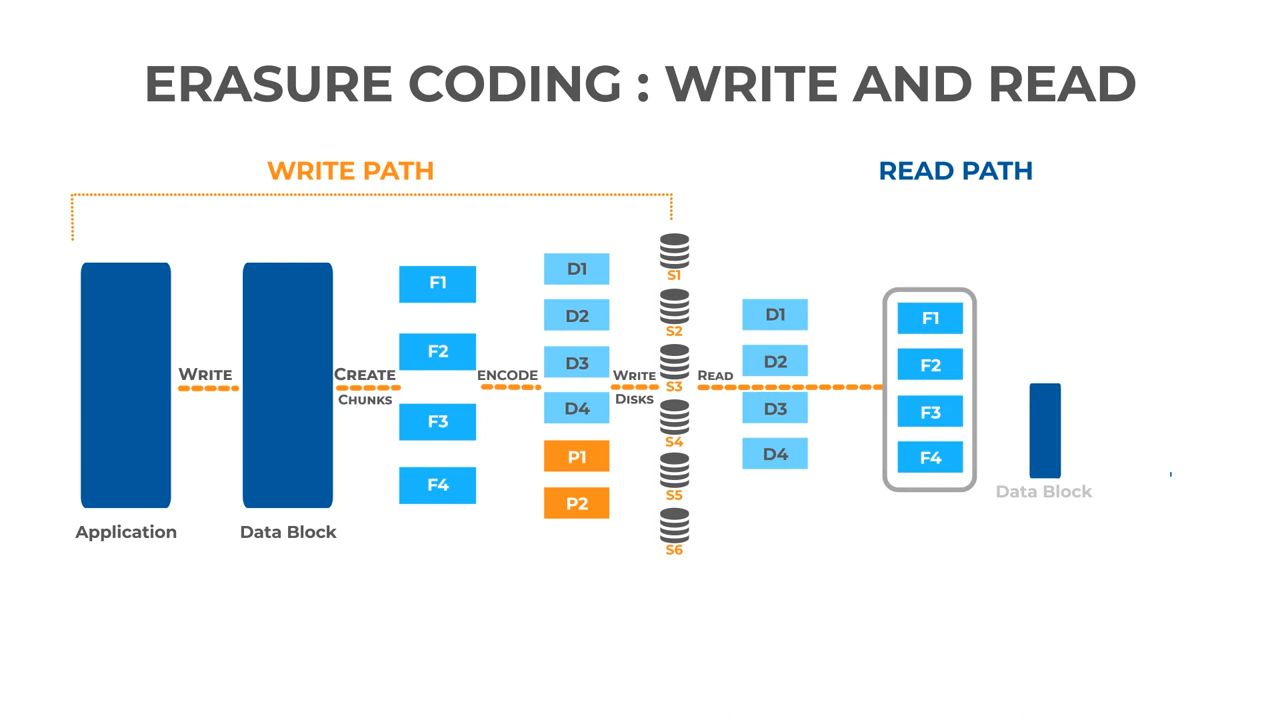 ERASURE CODING : WRITE AND READ
WRITE PATH
READ PATH
Application
WRITE
Data Block
CREATE
CHUNKS
F1
F2
F3
F4
ENCODE
D1
D2
D3
D4
P1
P2
WRITE
DISKS
S1
S2
S3
S4
S5
S6
READ
D1
D2
D3
D4
F1
F2
F3
F4
Data Block